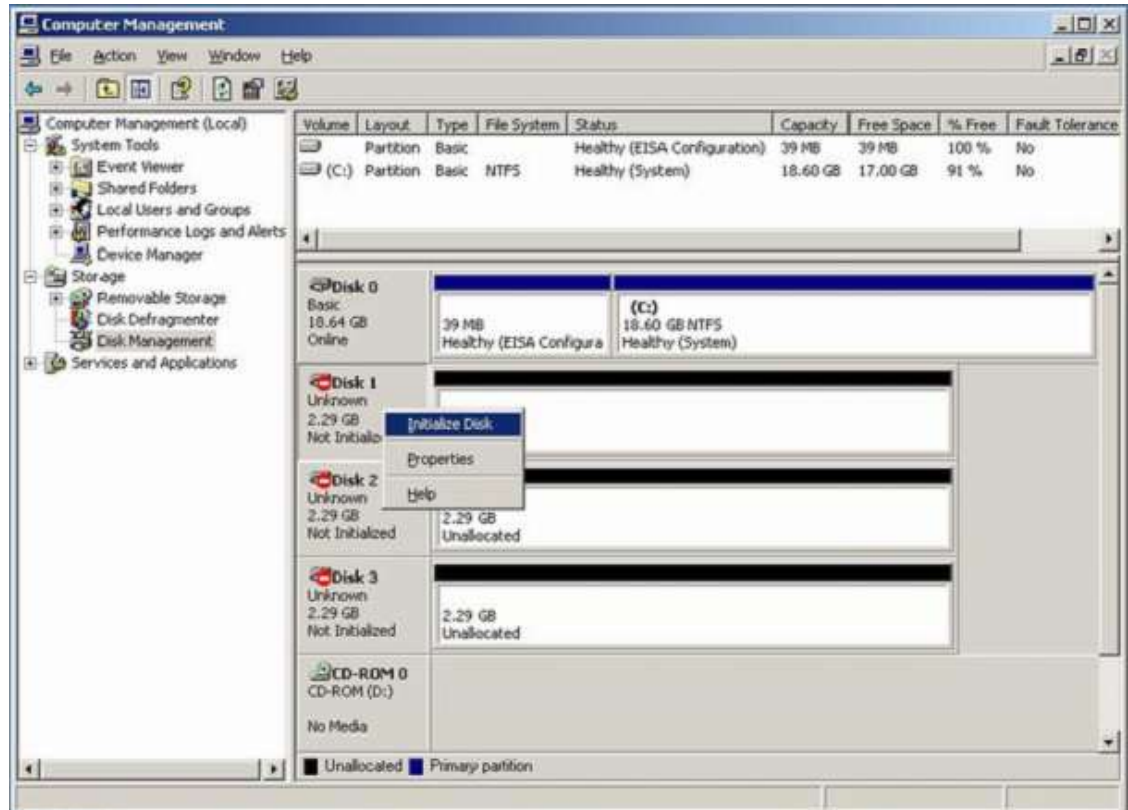 Computer Management
File Action View Window Help
Computer Management (Local)
System Tools
Event Viewer
Shared Folders
Local Users and Groups
Performance Logs and Alerts
Device Manager
Storage
Removable Storage
Disk Defragmenter
Disk Management
Services and Applications
Volume Layout Type File System Status Capacity Free Space % Free Fault Tolerance
Partition Basic Healthy (EISA Configuration) 39 MB 39 MB 100 % No
(C:) Partition Basic NTFS Healthy (System) 18.60 GB 17.00 GB 91 % No
Disk 0
Basic
18.64 GB
Online
39 MB
Healthy (EISA Configura
(C:)
18.60 GB NTFS
Healthy (System)
Disk 1
Unknown
2.29 GB
Not Initializ
Initialize Disk
Properties
Help
Disk 2
Unknown
2.29 GB
Not Initialized
2.29 GB
Unallocated
Disk 3
Unknown
2.29 GB
Not Initialized
2.29 GB
Unallocated
CD-ROM 0
CD-ROM (D:)
No Media
Unallocated Primary partition